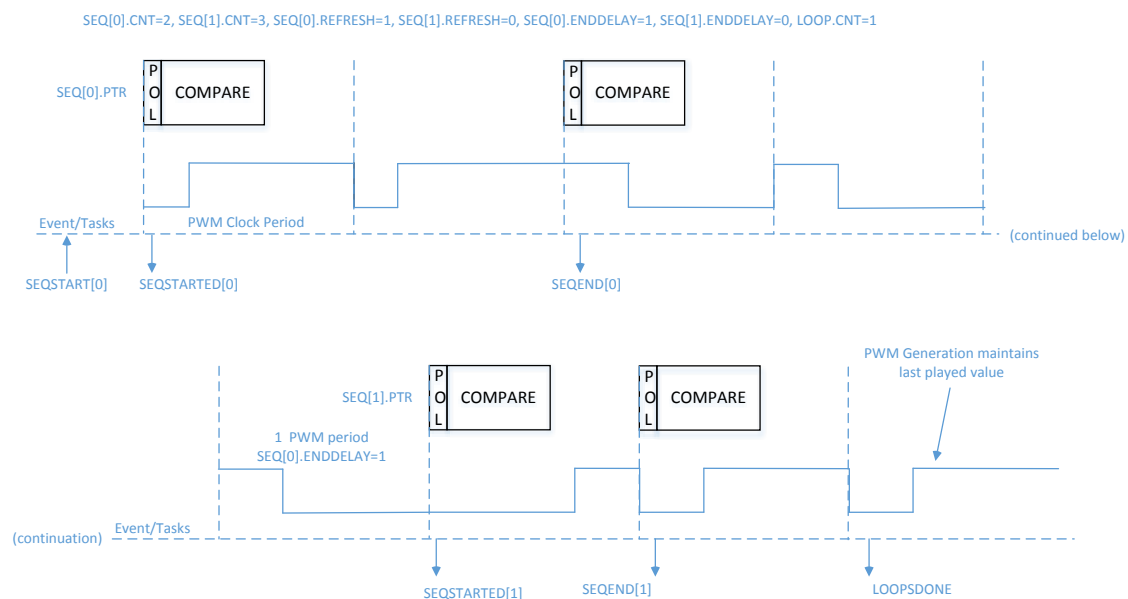 SEQ[0].CNT=2, SEQ[1].CNT=3, SEQ[0].REFRESH=1, SEQ[1].REFRESH=0, SEQ[0].ENDDELAY=1, SEQ[1].ENDDELAY=0, LOOP.CNT=1
SEQ[0].PTR
P
O
L
COMPARE
P
O
L
COMPARE
Event/Tasks
PWM Clock Period
(continued below)
SEQSTART[0]
SEQSTARTED[0]
SEQEND[0]
SEQ[1].PTR
P
O
L
COMPARE
P
O
L
COMPARE
PWM Generation maintains
last played value
1 PWM period
SEQ[0].ENDDELAY=1
(continuation)
Event/Tasks
SEQSTARTED[1]
SEQEND[1]
LOOPSDONE